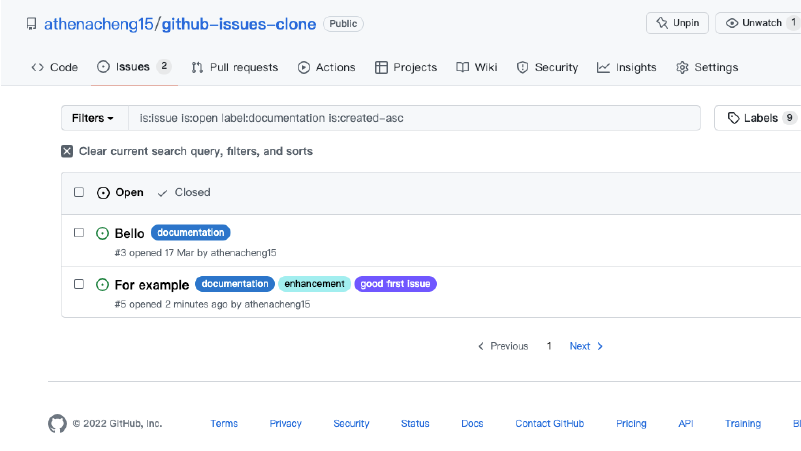 athenacheng15/github-issues-clone Public Unpin Unwatch 1
Code Issues 2 Pull requests Actions Projects Wiki Security Insights Settings
Filters is:issue is:open label:documentation is:created-asc Labels 9
Clear current search query, filters, and sorts
Open Closed
Bello documentation
#3 opened 17 Mar by athenacheng15
For example documentation enhancement good first issue
#5 opened 2 minutes ago by athenacheng15
Previous 1 Next
© 2022 GitHub, Inc. Terms Privacy Security Status Docs Contact GitHub Pricing API Training